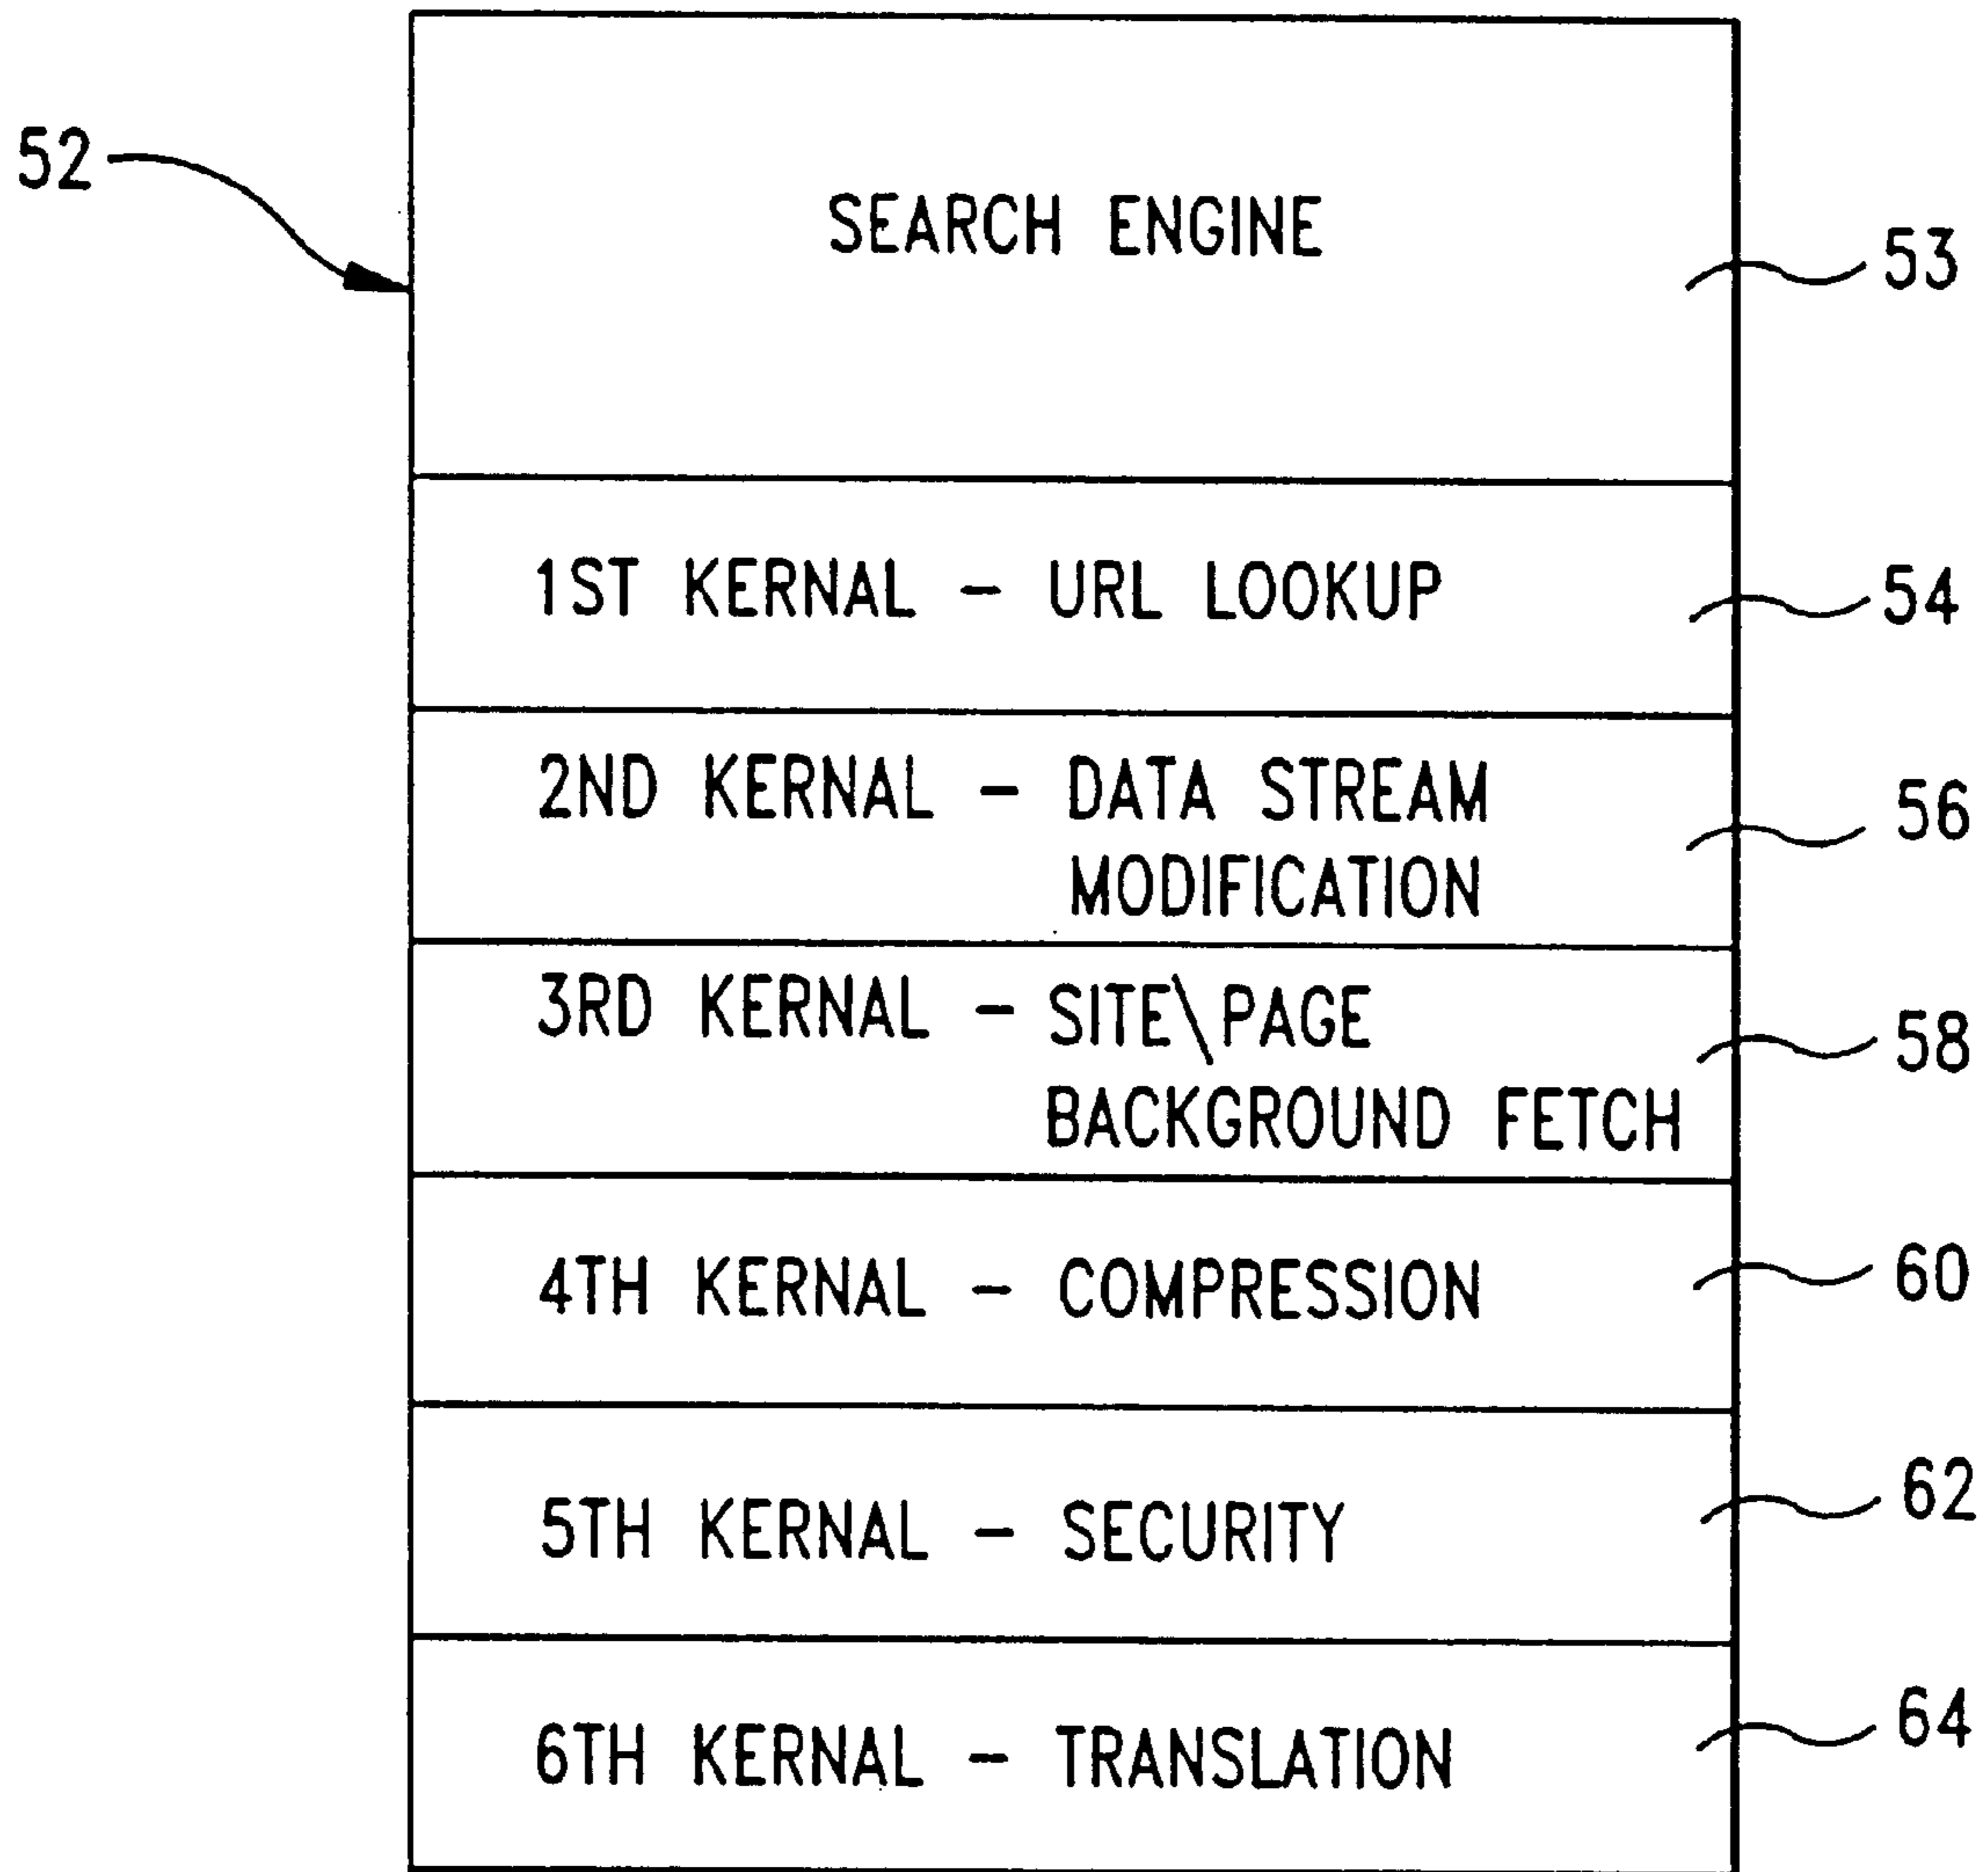 52
SEARCH ENGINE
53
1ST KERNAL - URL LOOKUP
54
2ND KERNAL - DATA STREAM
MODIFICATION
56
3RD KERNAL - SITE\PAGE
BACKGROUND FETCH
58
4TH KERNAL - COMPRESSION
60
5TH KERNAL - SECURITY
62
6TH KERNAL - TRANSLATION
64